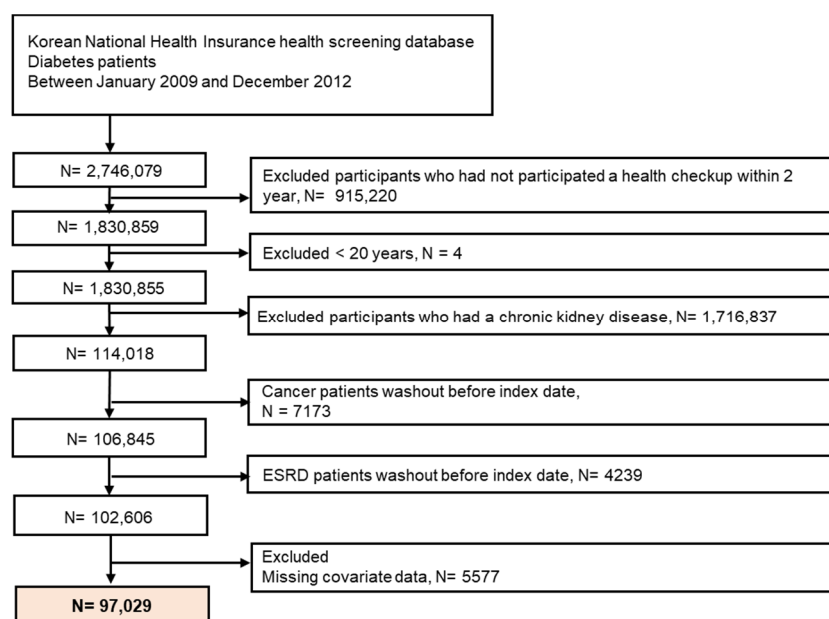 Korean National Health Insurance health screening database
Diabetes patients
Between January 2009 and December 2012
N= 2,746,079
Excluded participants who had not participated a health checkup within 2
year, N= 915,220
N= 1,830,859
Excluded < 20 years, N = 4
N= 1,830,855
Excluded participants who had a chronic kidney disease, N= 1,716,837
N= 114,018
Cancer patients washout before index date,
N = 7173
N= 106,845
ESRD patients washout before index date, N= 4239
N= 102,606
Excluded
Missing covariate data, N= 5577
N= 97,029